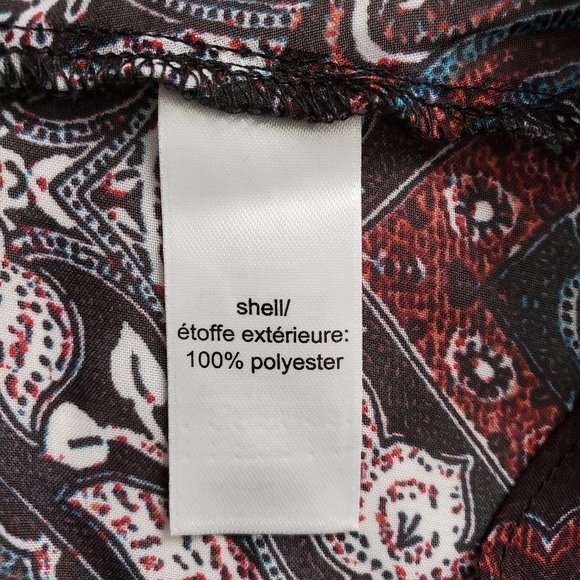 shell/
étoffe extérieure:
100% polyester